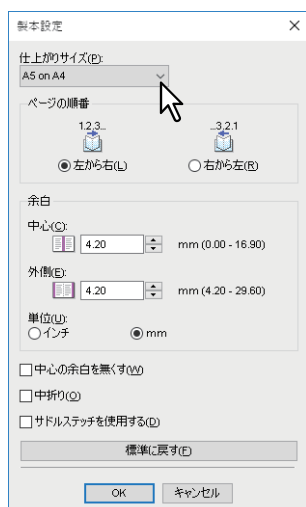 製本設定
仕上がりサイズ(P):
A5 on A4
ページの順番
1.2.3... ...3.2.1
左から右(L) 右から左(R)
余白
中心(C):
4.20 mm (0.00 - 16.90)
外側(E):
4.20 mm (4.20 - 29.60)
単位(U):
インチ mm
中心の余白を無くす(W)
中折り(O)
サドルステッチを使用する(D)
標準に戻す(F)
OK キャンセル